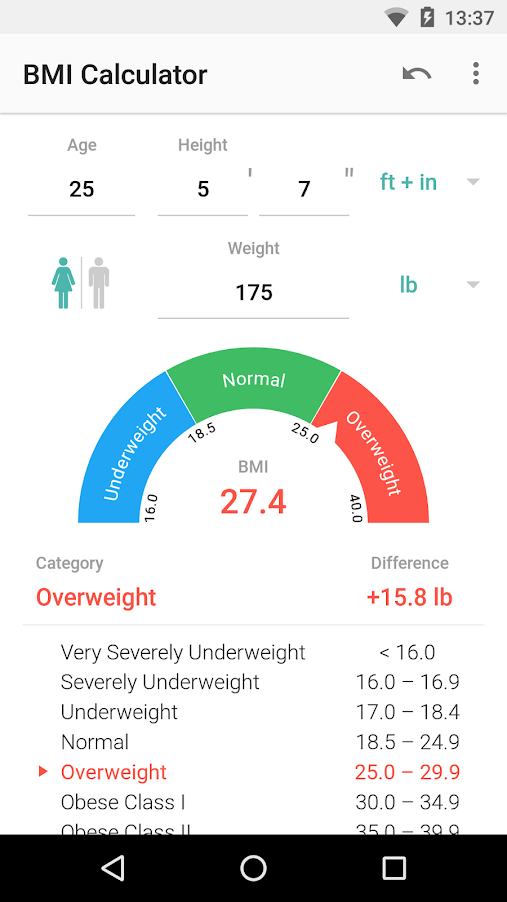 13:37
BMI Calculator
Age Height
25 5 ' 7 " ft + in
Weight
175 lb
Underweight Normal Overweight
16.0 18.5 25.0 40.0
BMI
27.4
Category Difference
Overweight +15.8 lb
Very Severely Underweight < 16.0
Severely Underweight 16.0 – 16.9
Underweight 17.0 – 18.4
Normal 18.5 – 24.9
Overweight 25.0 – 29.9
Obese Class I 30.0 – 34.9
Obese Class II 35.0 – 39.9